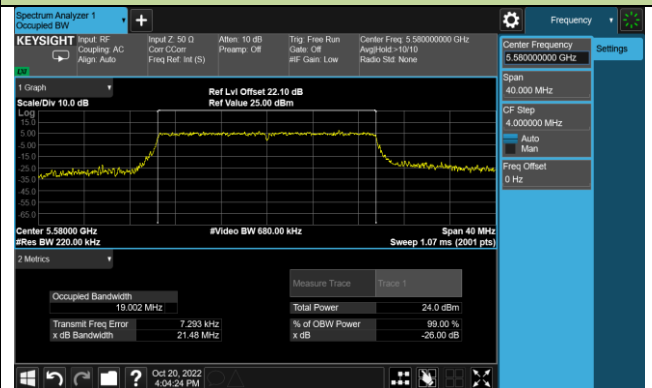 Spectrum Analyzer 1
Occupied BW
Frequency
KEYSIGHT
Input: RF
Coupling: AC
Align: Auto
Input Z: 50 Ω
Corr CCorr
Freq Ref: Int (S)
Atten: 10 dB
Preamp: Off
Trig: Free Run
Gate: Off
#IF Gain: Low
Center Freq: 5.580000000 GHz
Avg|Hold:>10/10
Radio Std: None
Center Frequency
5.580000000 GHz
Settings
Span
40.000 MHz
CF Step
4.000000 MHz
Auto
Man
Freq Offset
0 Hz
1 Graph
Scale/Div 10.0 dB
Ref Lvl Offset 22.10 dB
Ref Value 25.00 dBm
Log
15.0
5.00
-5.00
-15.0
-25.0
-35.0
-45.0
-55.0
-65.0
Center 5.58000 GHz
#Res BW 220.00 kHz
#Video BW 680.00 kHz
Span 40 MHz
Sweep 1.07 ms (2001 pts)
2 Metrics
Measure Trace
Trace 1
Occupied Bandwidth
19.002 MHz
Total Power
24.0 dBm
Transmit Freq Error
7.293 kHz
% of OBW Power
99.00 %
x dB Bandwidth
21.48 MHz
x dB
-26.00 dB
Oct 20, 2022
4:04:24 PM